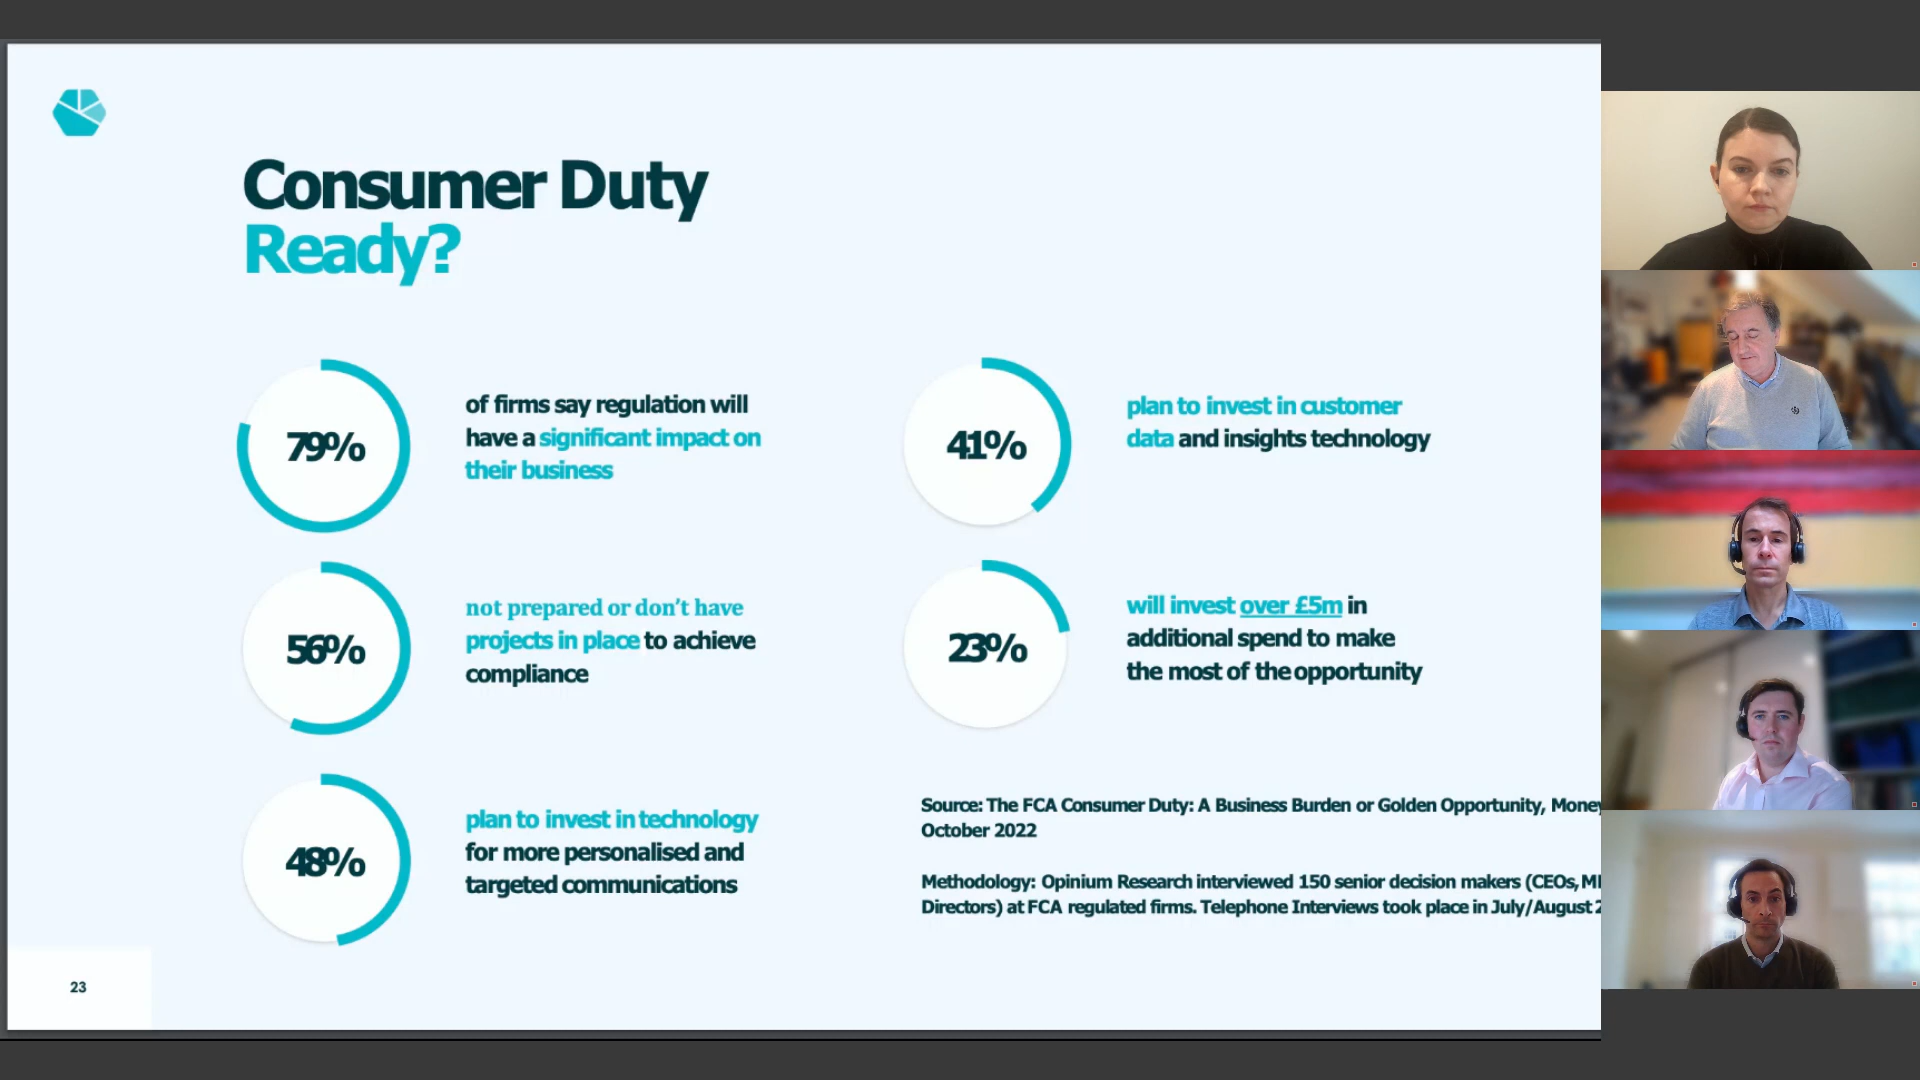 Consumer Duty
Ready?
79%
of firms say regulation will
have a significant impact on
their business
56%
not prepared or don't have
projects in place to achieve
compliance
48%
plan to invest in technology
for more personalised and
targeted communications
41%
plan to invest in customer
data and insights technology
23%
will invest over £5m in
additional spend to make
the most of the opportunity
Source: The FCA Consumer Duty: A Business Burden or Golden Opportunity, Money
October 2022
Methodology: Opinium Research interviewed 150 senior decision makers (CEOs,
Directors) at FCA regulated firms. Telephone Interviews took place in July/August
23